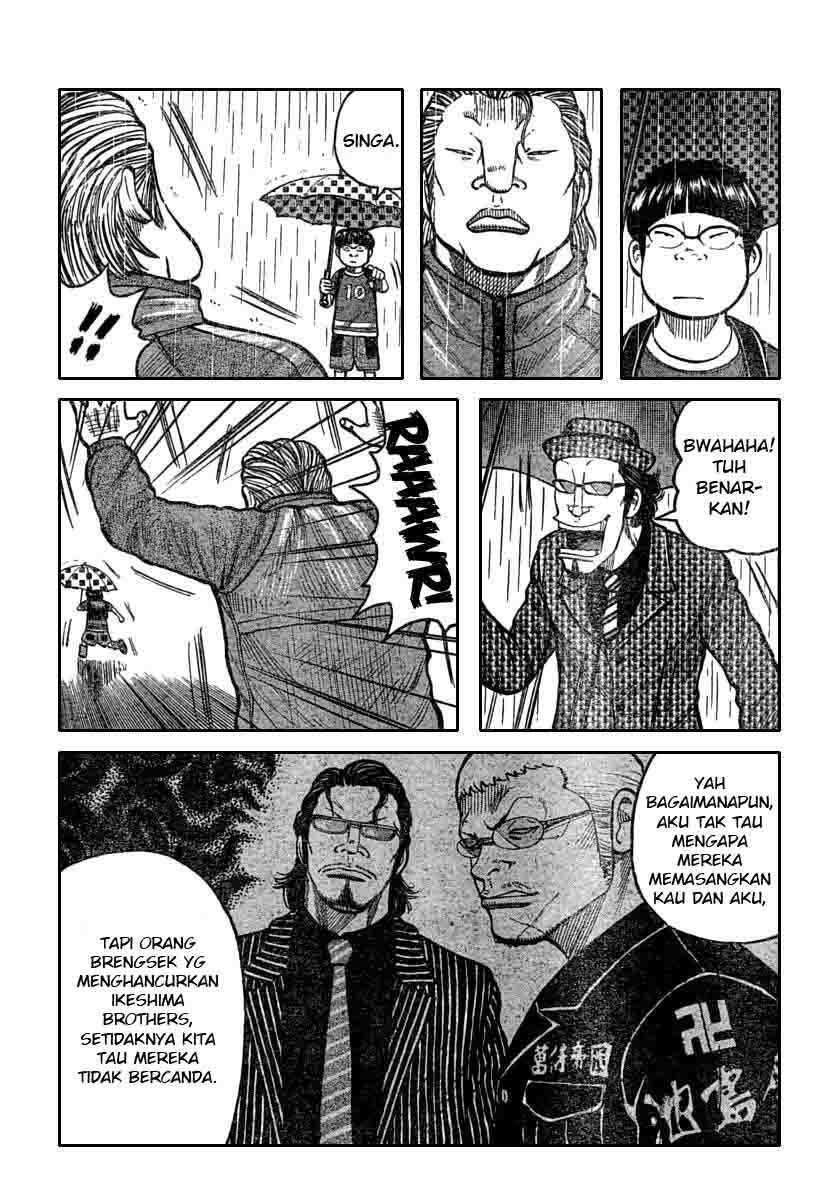 SINGA.
!!
10
RAAAAWR!
BWAHAHA!
TUH
BENAR-
KAN!
YAH
BAGAIMANAPUN,
AKU TAK TAU
MENGAPA
MEREKA
MEMASANGKAN
KAU DAN AKU,
TAPI ORANG
BRENGSEK YG
MENGHANCURKAN
IKESHIMA
BROTHERS,
SETIDAKNYA KITA
TAU MEREKA
TIDAK BERCANDA.
卍